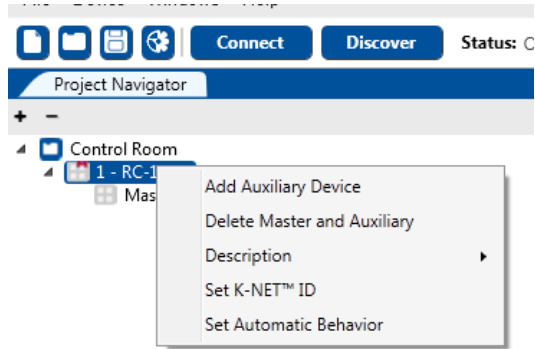 Connect Discover Status:
Project Navigator
+ −
Control Room
1 - RC-1
Mas
Add Auxiliary Device
Delete Master and Auxiliary
Description
Set K-NET™ ID
Set Automatic Behavior